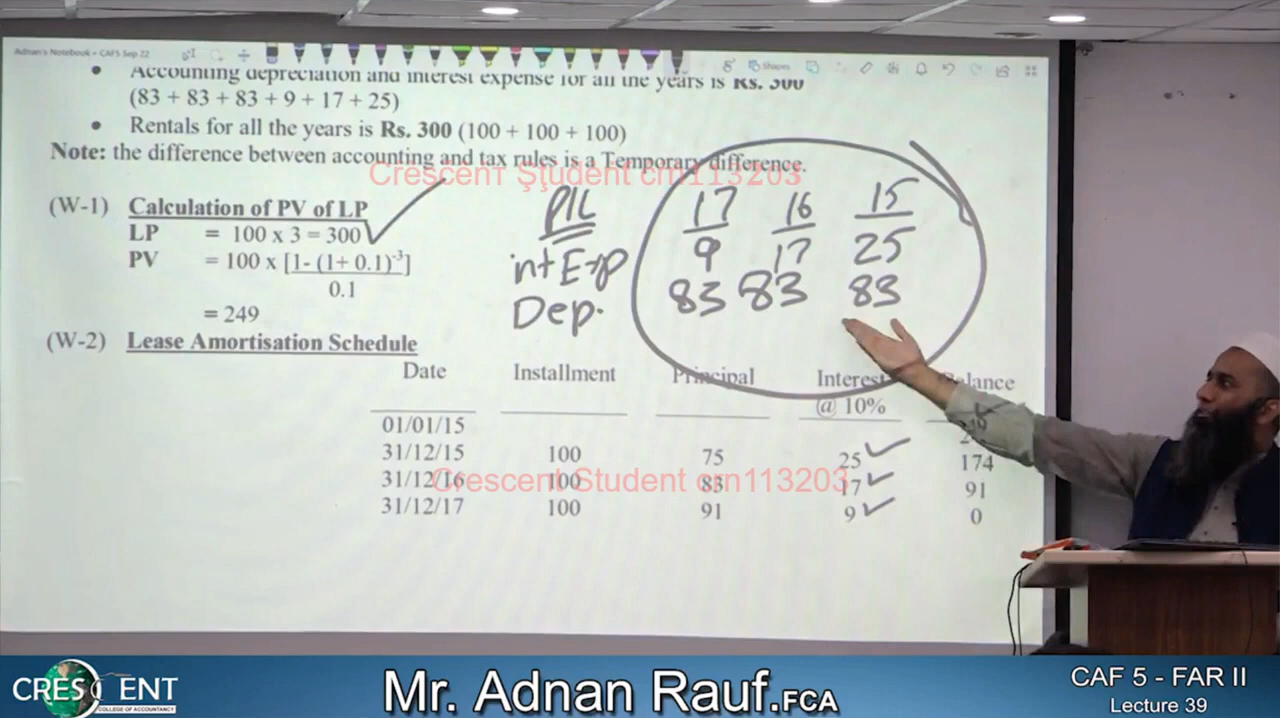 Adnan's Notebook - CAF5 Sep 22
Shapes
• Accounting depreciation and interest expense for all the years is Rs. 300
(83 + 83 + 83 + 9 + 17 + 25)
• Rentals for all the years is Rs. 300 (100 + 100 + 100)
Note: the difference between accounting and tax rules is a Temporary difference.
Crescent Student crn113203
(W-1) Calculation of PV of LP
LP = 100 x 3 = 300
PV = 100 x [1- (1+ 0.1)-3]
0.1
= 249
P/L 17 16 15
int Exp 9 17 25
Dep. 83 83 83
(W-2) Lease Amortisation Schedule
Date Installment Principal Interest Balance
@ 10%
01/01/15
31/12/15 100 75 25 174
31/12/16 100 83 17 91
Crescent Student crn113203
31/12/17 100 91 9 0
CRESCENT
COLLEGE OF ACCOUNTANCY
Mr. Adnan Rauf.FCA
CAF 5 - FAR II
Lecture 39